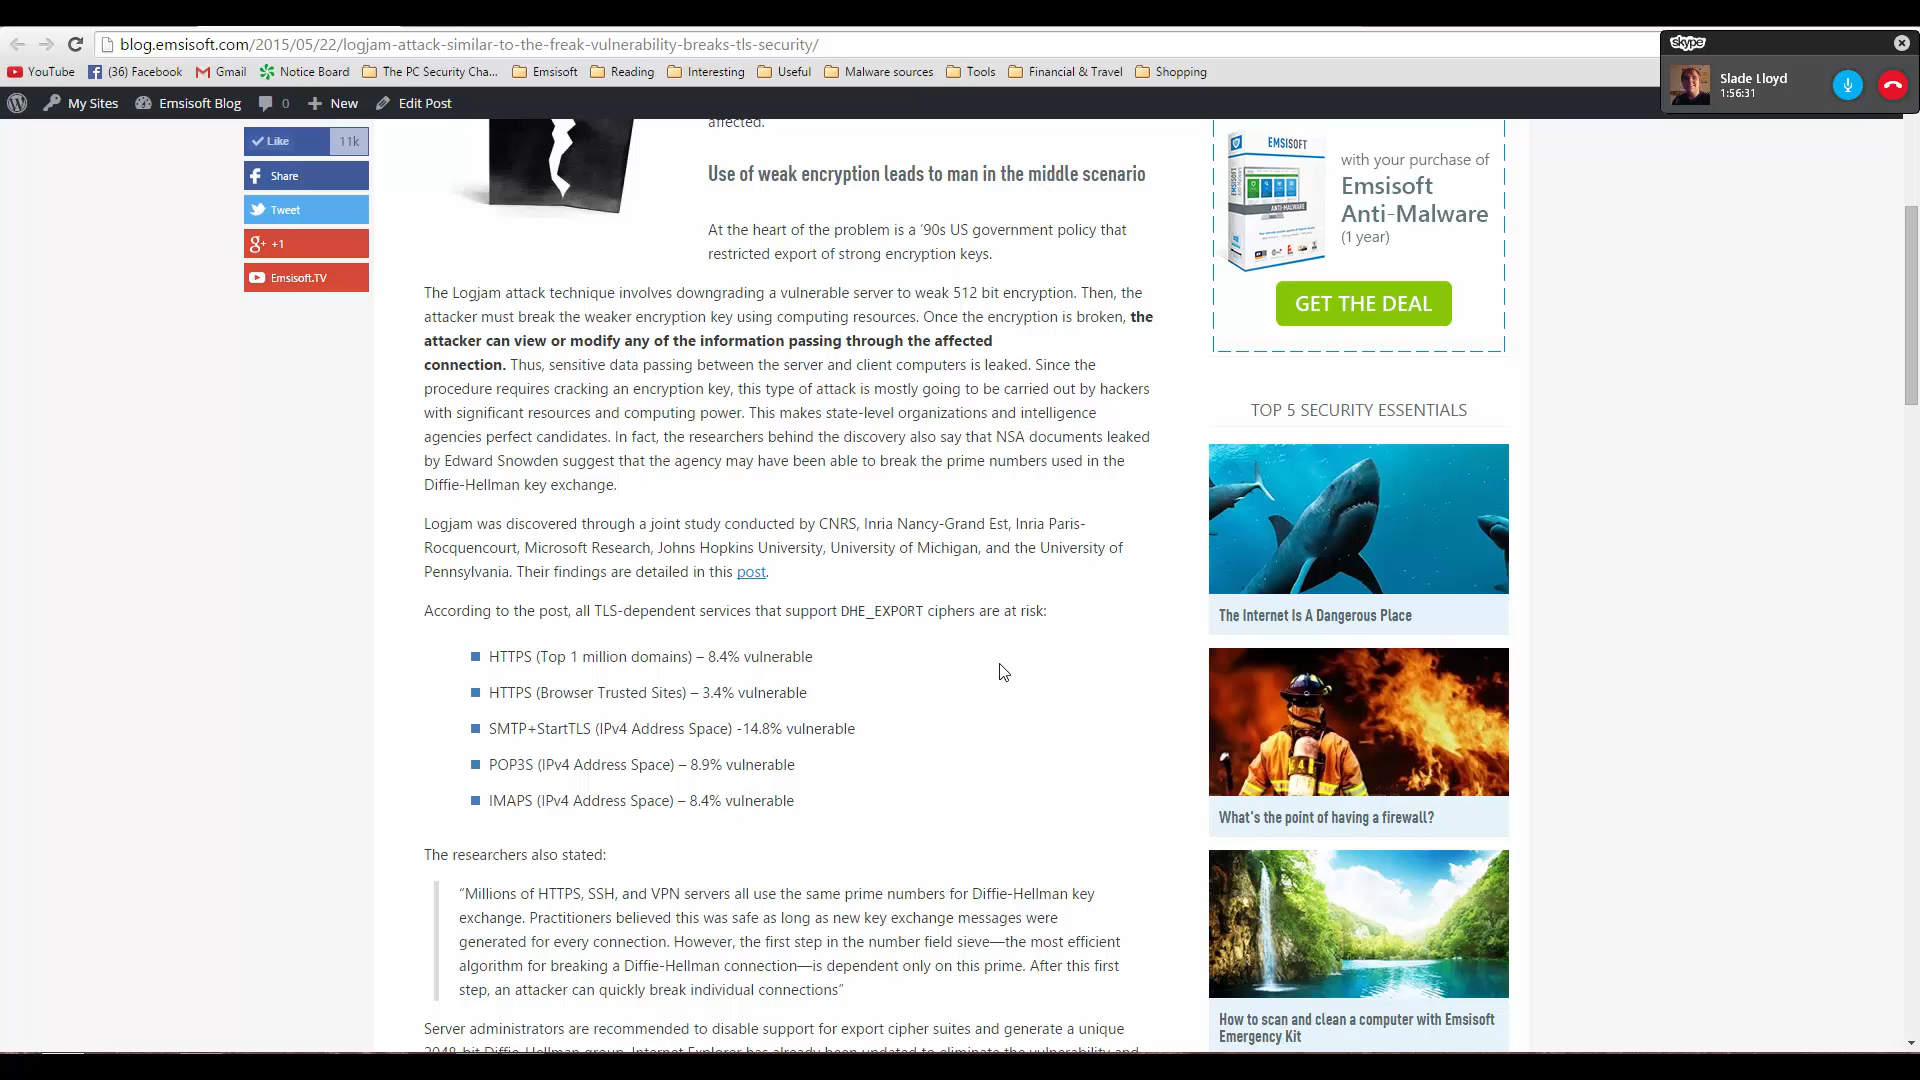 blog.emsisoft.com/2015/05/22/logjam-attack-similar-to-the-freak-vulnerability-breaks-tls-security/
YouTube (36) Facebook Gmail Notice Board The PC Security Cha... Emsisoft Reading Interesting Useful Malware sources Tools Financial & Travel Shopping
skype
Slade Lloyd
1:56:31
My Sites Emsisoft Blog 0 New Edit Post
Like 11k
Share
Tweet
g+ +1
Emsisoft.TV
affected.
Use of weak encryption leads to man in the middle scenario
At the heart of the problem is a ’90s US government policy that
restricted export of strong encryption keys.
The Logjam attack technique involves downgrading a vulnerable server to weak 512 bit encryption. Then, the
attacker must break the weaker encryption key using computing resources. Once the encryption is broken, the
attacker can view or modify any of the information passing through the affected
connection. Thus, sensitive data passing between the server and client computers is leaked. Since the
procedure requires cracking an encryption key, this type of attack is mostly going to be carried out by hackers
with significant resources and computing power. This makes state-level organizations and intelligence
agencies perfect candidates. In fact, the researchers behind the discovery also say that NSA documents leaked
by Edward Snowden suggest that the agency may have been able to break the prime numbers used in the
Diffie-Hellman key exchange.
Logjam was discovered through a joint study conducted by CNRS, Inria Nancy-Grand Est, Inria Paris-
Rocquencourt, Microsoft Research, Johns Hopkins University, University of Michigan, and the University of
Pennsylvania. Their findings are detailed in this post.
According to the post, all TLS-dependent services that support DHE_EXPORT ciphers are at risk:
HTTPS (Top 1 million domains) – 8.4% vulnerable
HTTPS (Browser Trusted Sites) – 3.4% vulnerable
SMTP+StartTLS (IPv4 Address Space) -14.8% vulnerable
POP3S (IPv4 Address Space) – 8.9% vulnerable
IMAPS (IPv4 Address Space) – 8.4% vulnerable
The researchers also stated:
“Millions of HTTPS, SSH, and VPN servers all use the same prime numbers for Diffie-Hellman key
exchange. Practitioners believed this was safe as long as new key exchange messages were
generated for every connection. However, the first step in the number field sieve—the most efficient
algorithm for breaking a Diffie-Hellman connection—is dependent only on this prime. After this first
step, an attacker can quickly break individual connections”
Server administrators are recommended to disable support for export cipher suites and generate a unique
2048-bit Diffie-Hellman group. Internet Explorer has already been updated to eliminate the vulnerability and
EMSISOFT
with your purchase of
Emsisoft
Anti-Malware
(1 year)
GET THE DEAL
TOP 5 SECURITY ESSENTIALS
The Internet Is A Dangerous Place
What's the point of having a firewall?
How to scan and clean a computer with Emsisoft
Emergency Kit